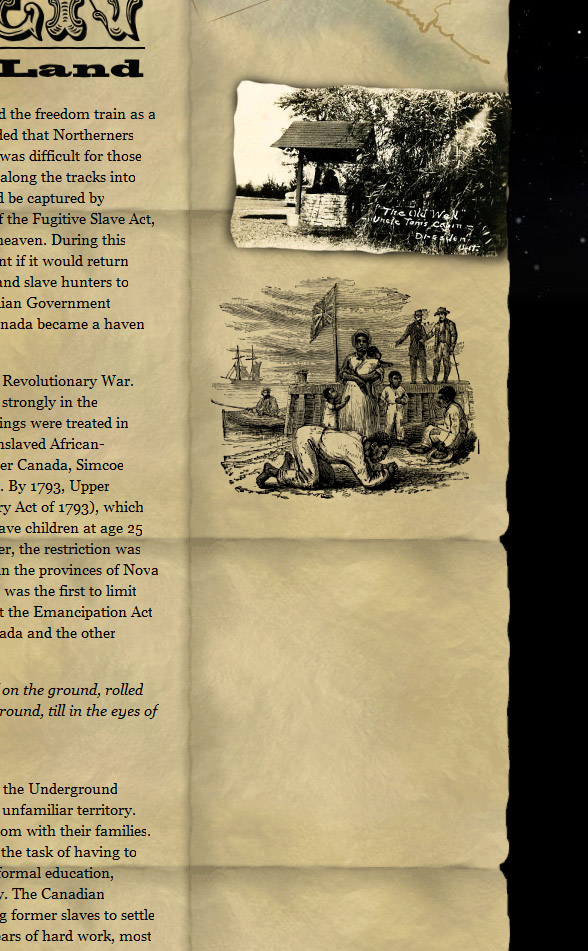 Land
d the freedom train as a
ded that Northerners
was difficult for those
along the tracks into
d be captured by
f the Fugitive Slave Act,
heaven. During this
nt if it would return
and slave hunters to
ian Government
nada became a haven
"The Old Well"
Uncle Tom's Cabin –
Dresden
Ont.
Revolutionary War.
strongly in the
ings were treated in
nslaved African-
er Canada, Simcoe
. By 1793, Upper
ry Act of 1793), which
ave children at age 25
er, the restriction was
in the provinces of Nova
was the first to limit
t the Emancipation Act
ada and the other
on the ground, rolled
round, till in the eyes of
the Underground
unfamiliar territory.
om with their families.
the task of having to
formal education,
y. The Canadian
g former slaves to settle
ears of hard work, most